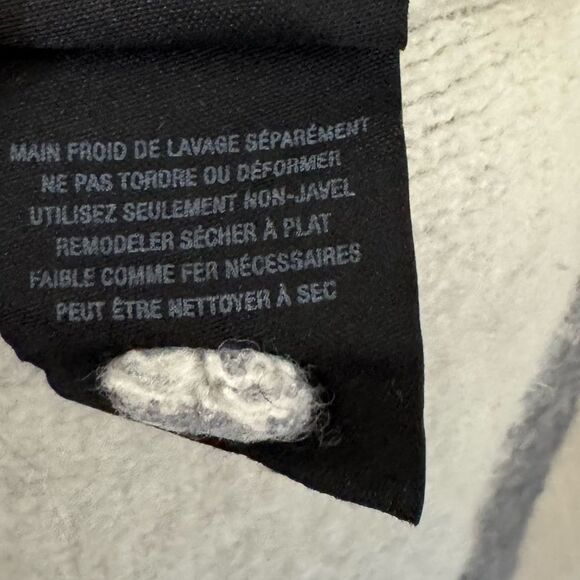 MAIN FROID DE LAVAGE SÉPARÉMENT
NE PAS TORDRE OU DÉFORMER
UTILISEZ SEULEMENT NON-JAVEL
REMODELER SÉCHER À PLAT
FAIBLE COMME FER NÉCESSAIRES
PEUT ÊTRE NETTOYER À SEC